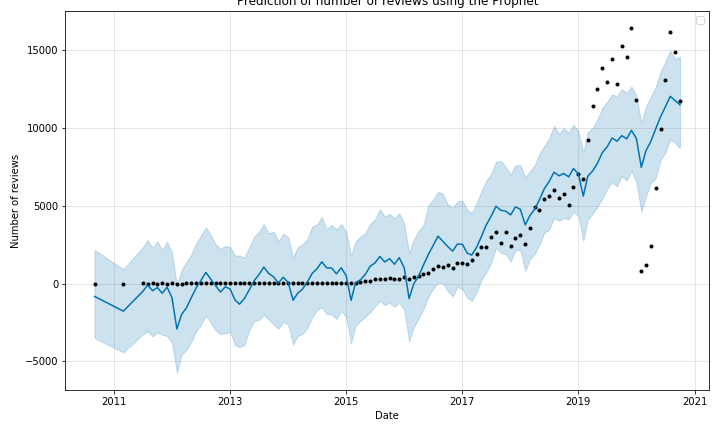 Prediction of number of reviews using the Prophet
15000
10000
5000
0
−5000
Number of reviews
2011 2013 2015 2017 2019 2021
Date